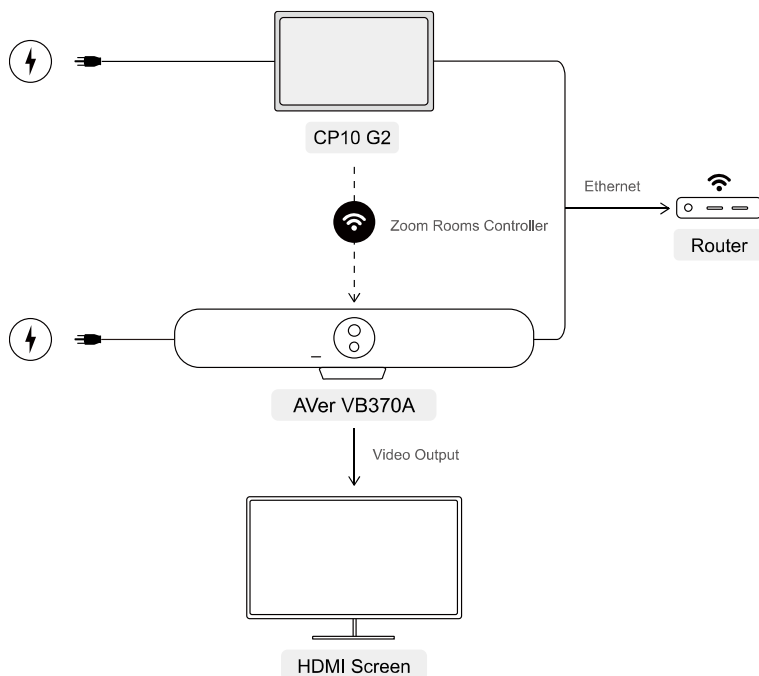 CP10 G2
Ethernet
Zoom Rooms Controller
Router
AVer VB370A
Video Output
HDMI Screen